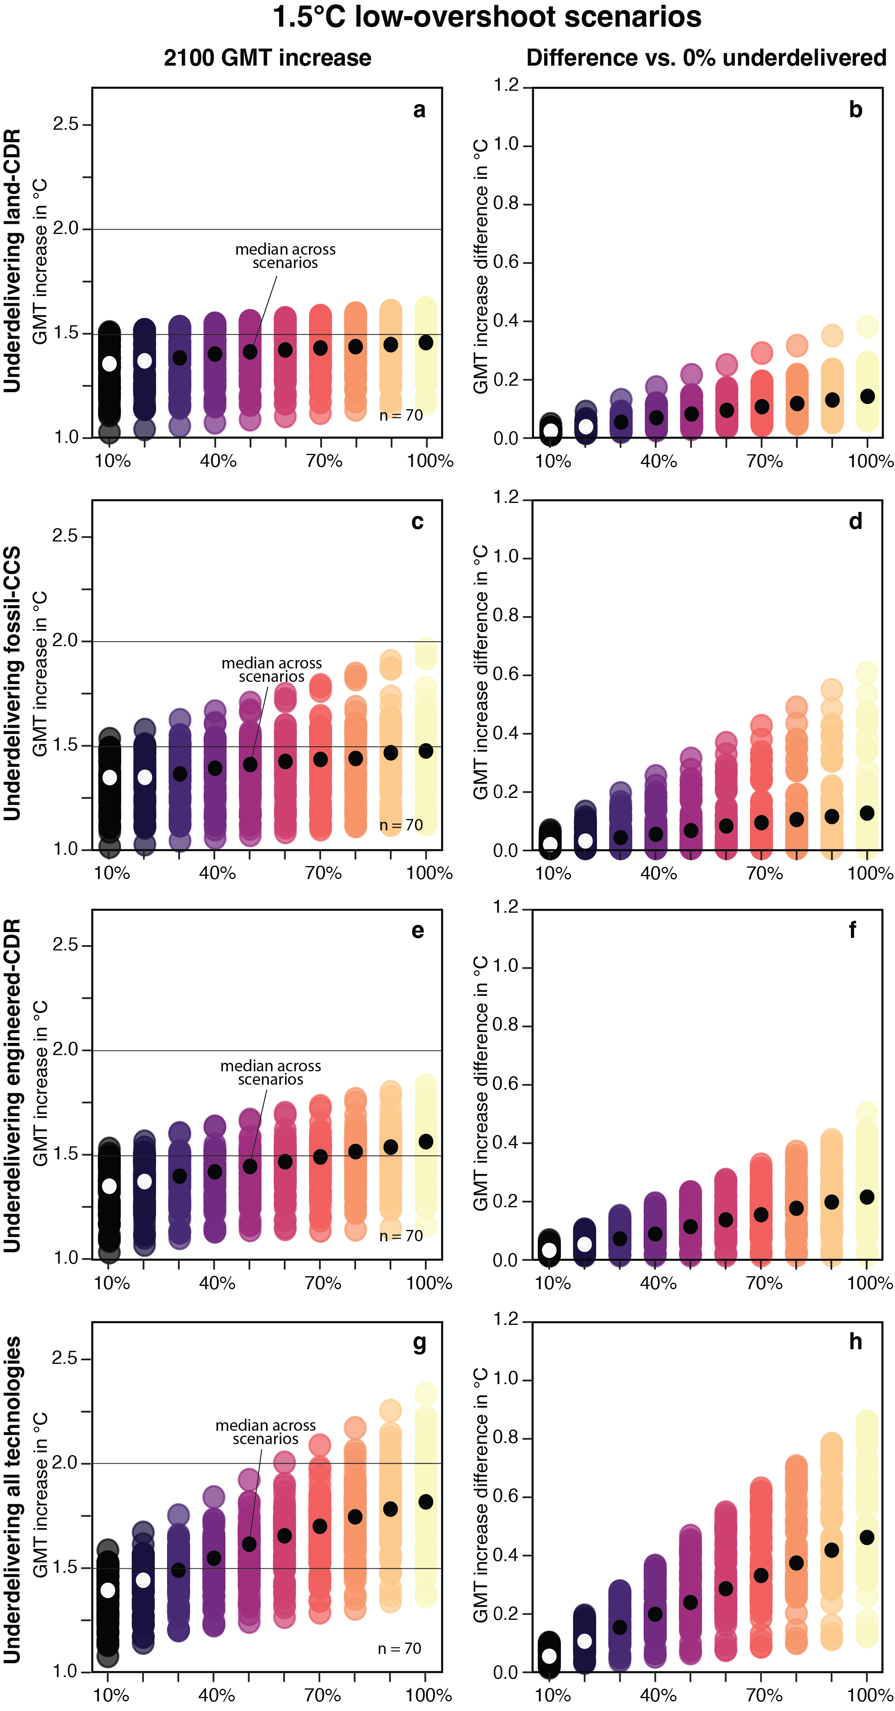 1.5°C low-overshoot scenarios
2100 GMT increase
Difference vs. 0% underdelivered
Underdelivering land-CDR
GMT increase in °C
2.5
2.0
1.5
1.0
a
median across
scenarios
n = 70
10%
40%
70%
100%
GMT increase difference in °C
1.2
1.0
0.8
0.6
0.4
0.2
0.0
b
10%
40%
70%
100%
Underdelivering fossil-CCS
GMT increase in °C
2.5
2.0
1.5
1.0
c
median across
scenarios
n = 70
10%
40%
70%
100%
GMT increase difference in °C
1.2
1.0
0.8
0.6
0.4
0.2
0.0
d
10%
40%
70%
100%
Underdelivering engineered-CDR
GMT increase in °C
2.5
2.0
1.5
1.0
e
median across
scenarios
n = 70
10%
40%
70%
100%
GMT increase difference in °C
1.2
1.0
0.8
0.6
0.4
0.2
0.0
f
10%
40%
70%
100%
Underdelivering all technologies
GMT increase in °C
2.5
2.0
1.5
1.0
g
median across
scenarios
n = 70
10%
40%
70%
100%
GMT increase difference in °C
1.2
1.0
0.8
0.6
0.4
0.2
0.0
h
10%
40%
70%
100%